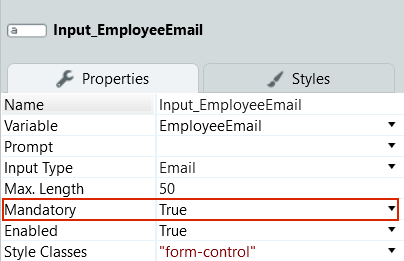 a Input_EmployeeEmail
Properties Styles
Name Input_EmployeeEmail
Variable EmployeeEmail
Prompt
Input Type Email
Max. Length 50
Mandatory True
Enabled True
Style Classes "form-control"